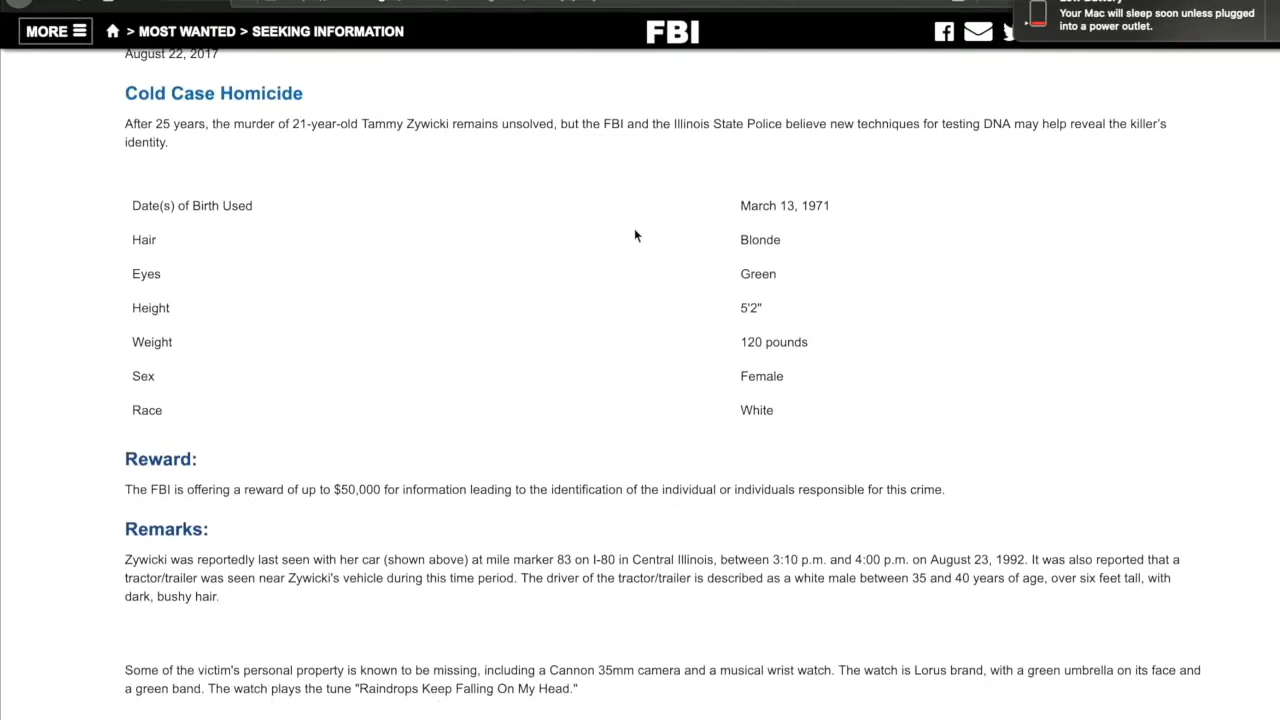 Your Mac will sleep soon unless plugged
into a power outlet.
MORE > MOST WANTED > SEEKING INFORMATION FBI
August 22, 2017
Cold Case Homicide
After 25 years, the murder of 21-year-old Tammy Zywicki remains unsolved, but the FBI and the Illinois State Police believe new techniques for testing DNA may help reveal the killer's
identity.
Date(s) of Birth Used March 13, 1971
Hair Blonde
Eyes Green
Height 5'2"
Weight 120 pounds
Sex Female
Race White
Reward:
The FBI is offering a reward of up to $50,000 for information leading to the identification of the individual or individuals responsible for this crime.
Remarks:
Zywicki was reportedly last seen with her car (shown above) at mile marker 83 on I-80 in Central Illinois, between 3:10 p.m. and 4:00 p.m. on August 23, 1992. It was also reported that a
tractor/trailer was seen near Zywicki's vehicle during this time period. The driver of the tractor/trailer is described as a white male between 35 and 40 years of age, over six feet tall, with
dark, bushy hair.
Some of the victim's personal property is known to be missing, including a Cannon 35mm camera and a musical wrist watch. The watch is Lorus brand, with a green umbrella on its face and
a green band. The watch plays the tune "Raindrops Keep Falling On My Head."